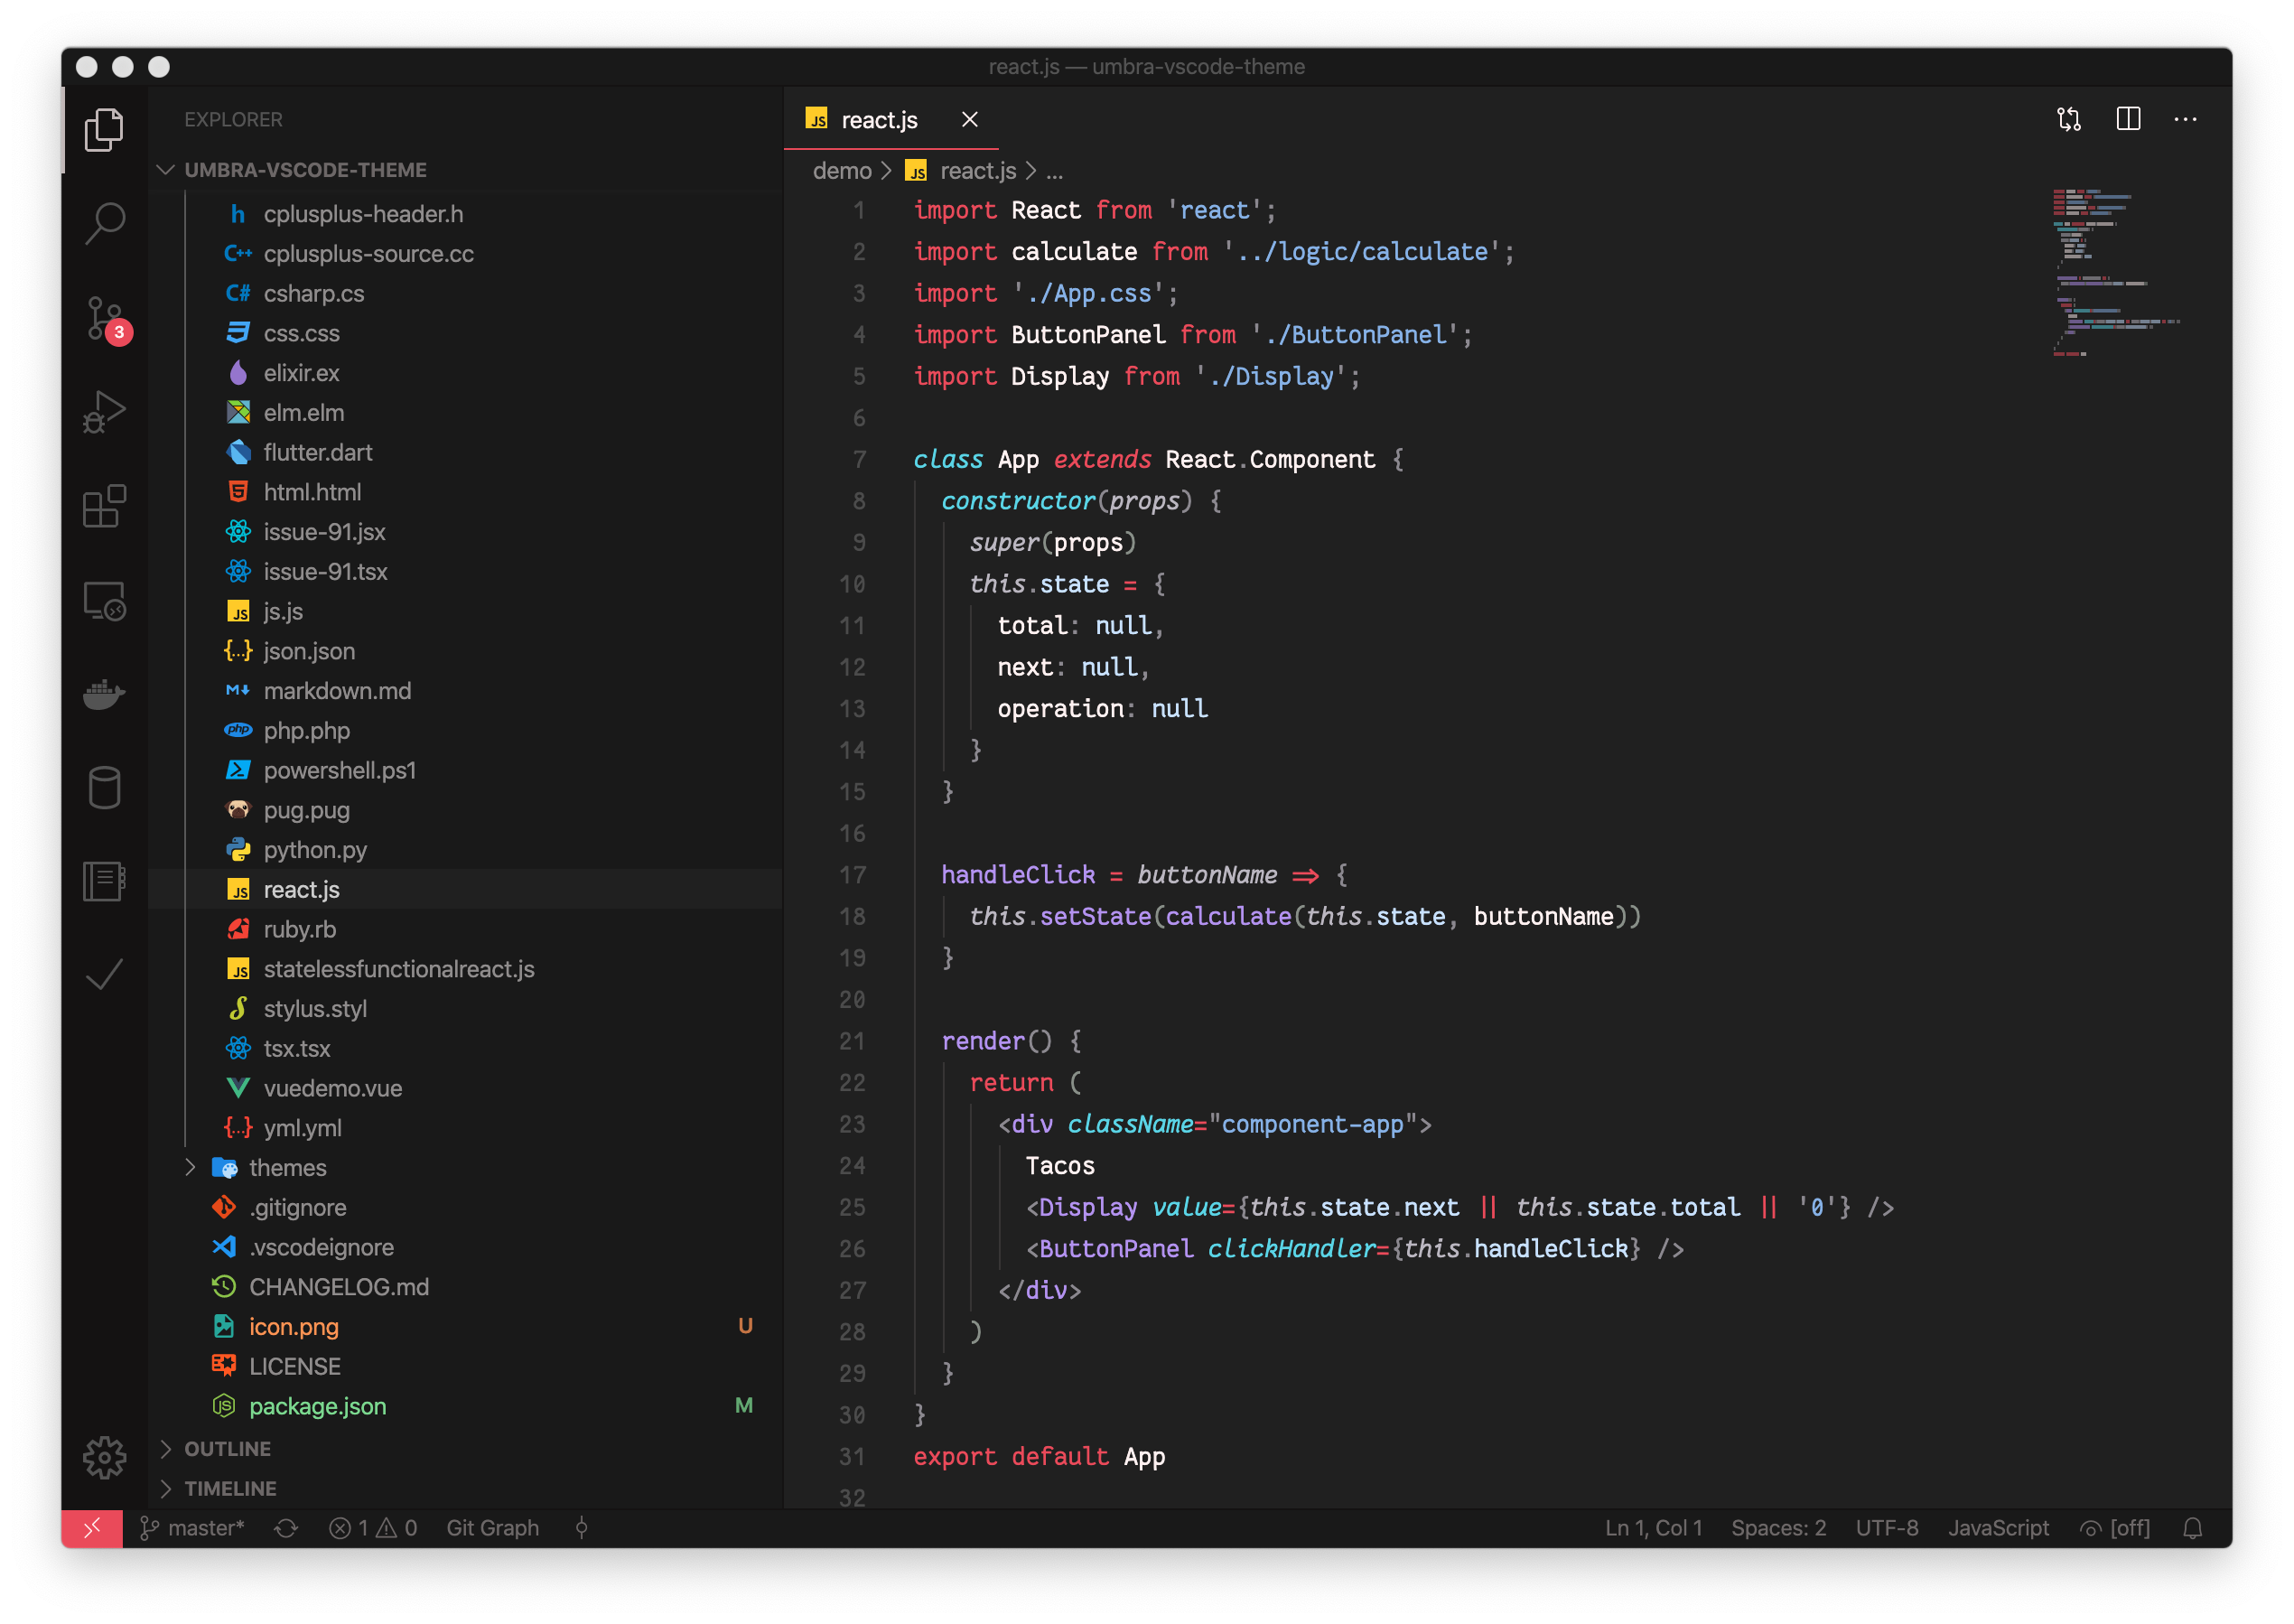 react.js — umbra-vscode-theme
EXPLORER
UMBRA-VSCODE-THEME
cplusplus-header.h
cplusplus-source.cc
csharp.cs
css.css
elixir.ex
elm.elm
flutter.dart
html.html
issue-91.jsx
issue-91.tsx
js.js
json.json
markdown.md
php.php
powershell.ps1
pug.pug
python.py
react.js
ruby.rb
statelessfunctionalreact.js
stylus.styl
tsx.tsx
vuedemo.vue
yml.yml
themes
.gitignore
.vscodeignore
CHANGELOG.md
icon.png U
LICENSE
package.json M
OUTLINE
TIMELINE
3
JS react.js
demo > JS react.js > ...
1 import React from 'react';
2 import calculate from '../logic/calculate';
3 import './App.css';
4 import ButtonPanel from './ButtonPanel';
5 import Display from './Display';
6
7 class App extends React.Component {
8 constructor(props) {
9 super(props)
10 this.state = {
11 total: null,
12 next: null,
13 operation: null
14 }
15 }
16
17 handleClick = buttonName => {
18 this.setState(calculate(this.state, buttonName))
19 }
20
21 render() {
22 return (
23 <div className="component-app">
24 Tacos
25 <Display value={this.state.next || this.state.total || '0'} />
26 <ButtonPanel clickHandler={this.handleClick} />
27 </div>
28 )
29 }
30 }
31 export default App
32
master* 1 0 Git Graph Ln 1, Col 1 Spaces: 2 UTF-8 JavaScript [off]